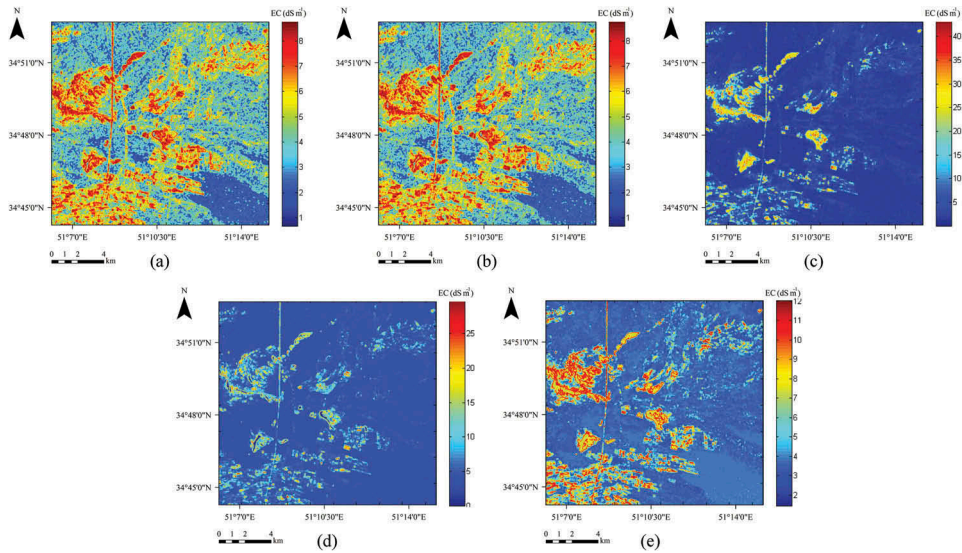 N
EC (dS m⁻¹)
34°51'0"N
34°48'0"N
34°45'0"N
8
7
6
5
4
3
2
1
51°7'0"E 51°10'30"E 51°14'0"E
0 1 2 4
km
(a)
N
EC (dS m⁻¹)
34°51'0"N
34°48'0"N
34°45'0"N
8
7
6
5
4
3
2
1
51°7'0"E 51°10'30"E 51°14'0"E
0 1 2 4
km
(b)
N
EC (dS m⁻¹)
34°51'0"N
34°48'0"N
34°45'0"N
40
35
30
25
20
15
10
5
51°7'0"E 51°10'30"E 51°14'0"E
0 1 2 4
km
(c)
N
EC (dS m⁻¹)
34°51'0"N
34°48'0"N
34°45'0"N
25
20
15
10
5
0
51°7'0"E 51°10'30"E 51°14'0"E
0 1 2 4
km
(d)
N
EC (dS m⁻¹)
34°51'0"N
34°48'0"N
34°45'0"N
12
11
10
9
8
7
6
5
4
3
2
51°7'0"E 51°10'30"E 51°14'0"E
0 1 2 4
km
(e)